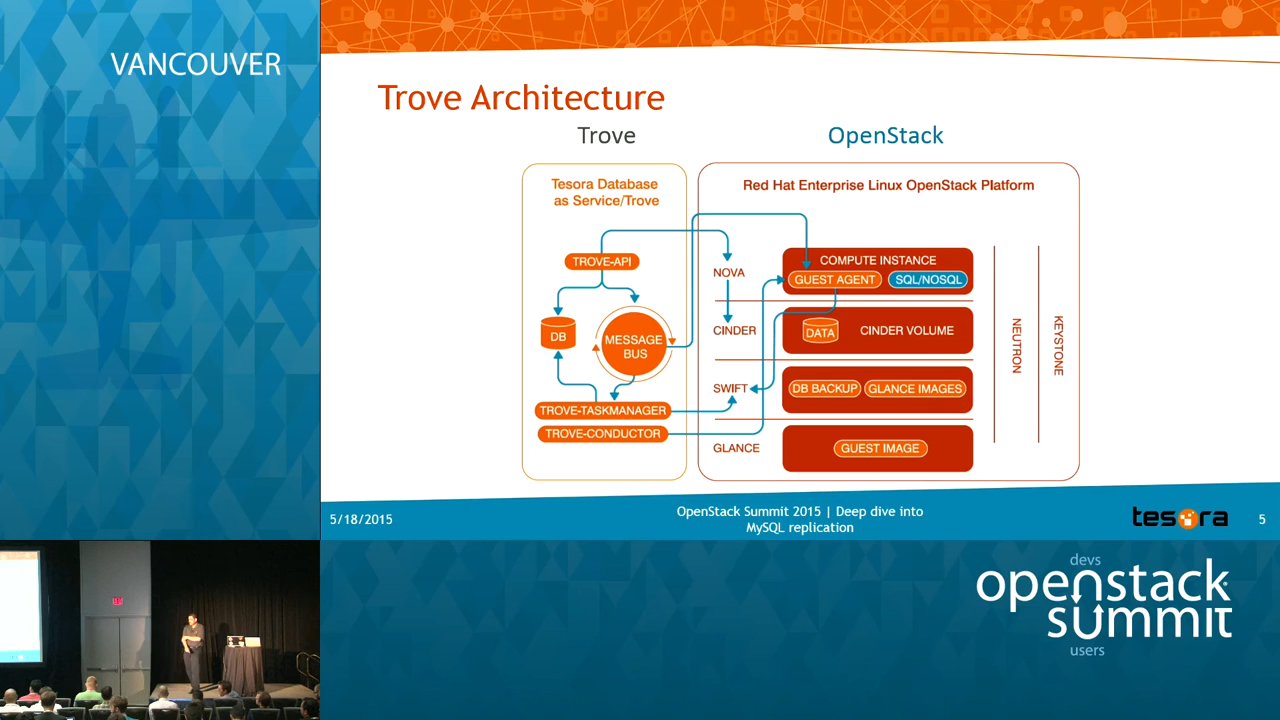 VANCOUVER
Trove Architecture
Trove
OpenStack
Tesora Database
as Service/Trove
Red Hat Enterprise Linux OpenStack Platform
TROVE-API
DB
MESSAGE
BUS
TROVE-TASKMANAGER
TROVE-CONDUCTOR
NOVA
COMPUTE INSTANCE
GUEST AGENT
SQL/NOSQL
CINDER
DATA
CINDER VOLUME
SWIFT
DB BACKUP
GLANCE IMAGES
GLANCE
GUEST IMAGE
NEUTRON
KEYSTONE
5/18/2015
OpenStack Summit 2015 | Deep dive into
MySQL replication
tesora
5
devs
openstack
summit
users